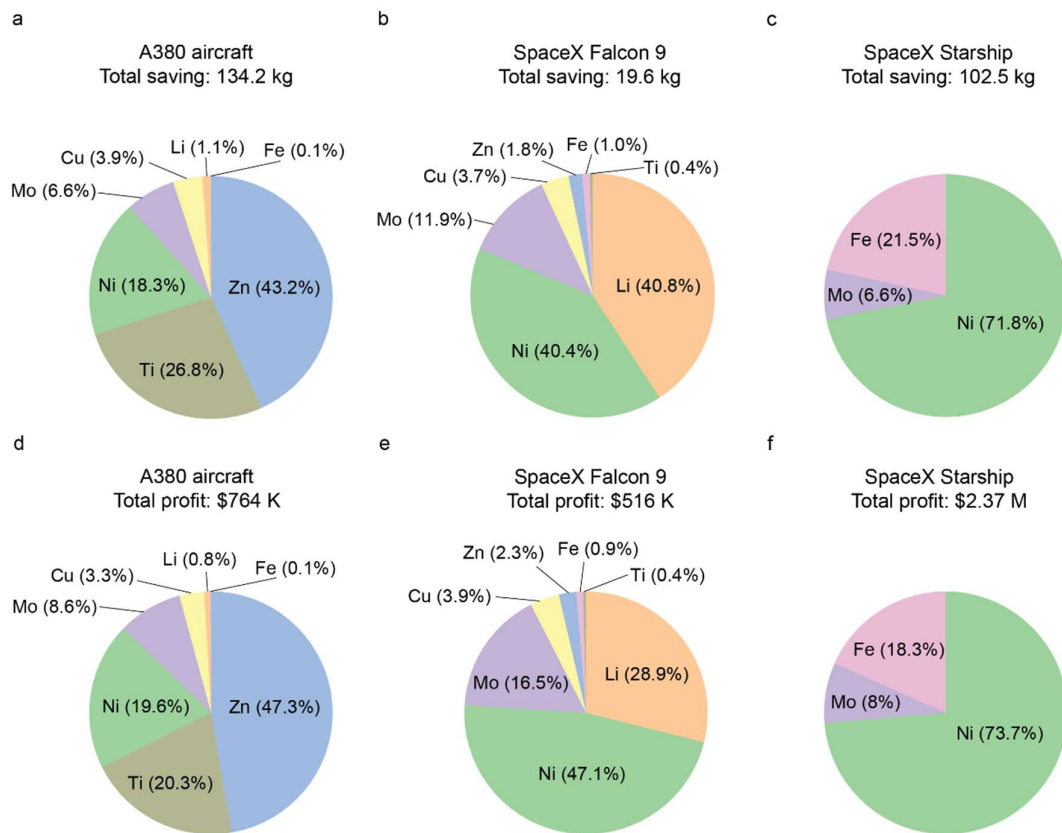 a
A380 aircraft
Total saving: 134.2 kg
Li (1.1%)
Fe (0.1%)
Cu (3.9%)
Mo (6.6%)
Ni (18.3%)
Zn (43.2%)
Ti (26.8%)
b
SpaceX Falcon 9
Total saving: 19.6 kg
Fe (1.0%)
Zn (1.8%)
Ti (0.4%)
Cu (3.7%)
Mo (11.9%)
Li (40.8%)
Ni (40.4%)
c
SpaceX Starship
Total saving: 102.5 kg
Fe (21.5%)
Mo (6.6%)
Ni (71.8%)
d
A380 aircraft
Total profit: $764 K
Li (0.8%)
Fe (0.1%)
Cu (3.3%)
Mo (8.6%)
Ni (19.6%)
Zn (47.3%)
Ti (20.3%)
e
SpaceX Falcon 9
Total profit: $516 K
Zn (2.3%)
Fe (0.9%)
Ti (0.4%)
Cu (3.9%)
Mo (16.5%)
Li (28.9%)
Ni (47.1%)
f
SpaceX Starship
Total profit: $2.37 M
Fe (18.3%)
Mo (8%)
Ni (73.7%)